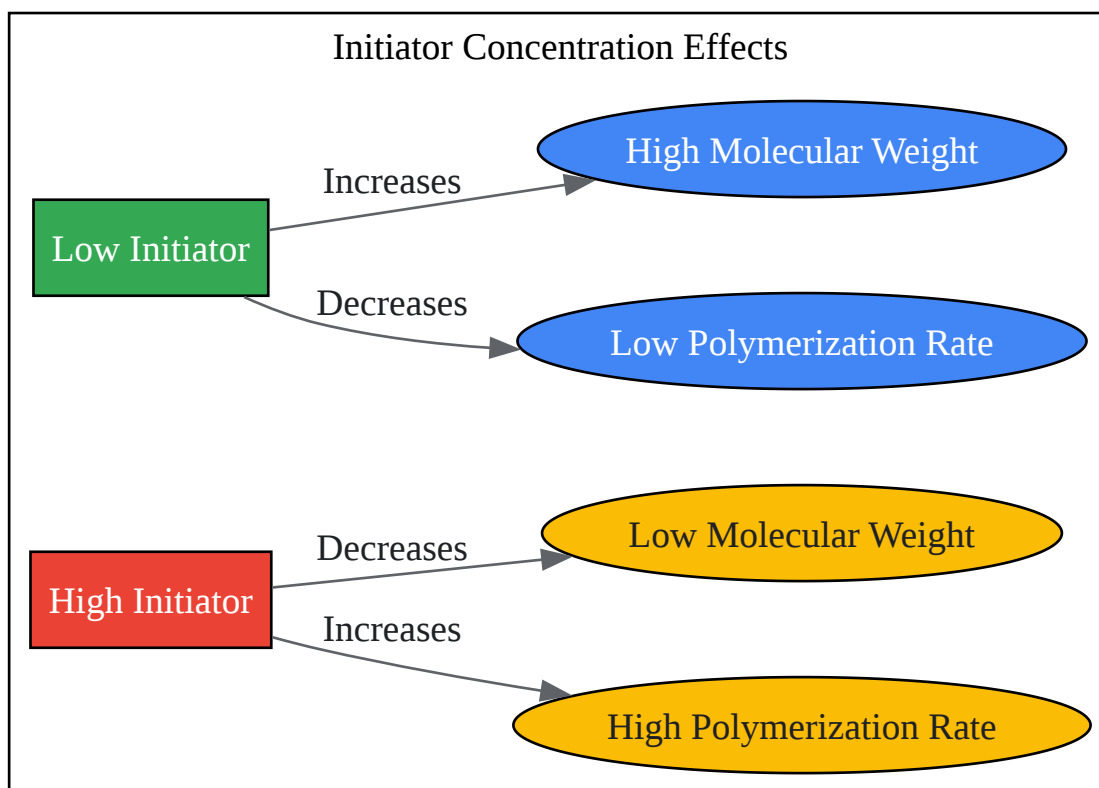 Initiator Concentration Effects
High Molecular Weight
Increases
Low Initiator
Decreases
Low Polymerization Rate
Low Molecular Weight
Decreases
High Initiator
Increases
High Polymerization Rate